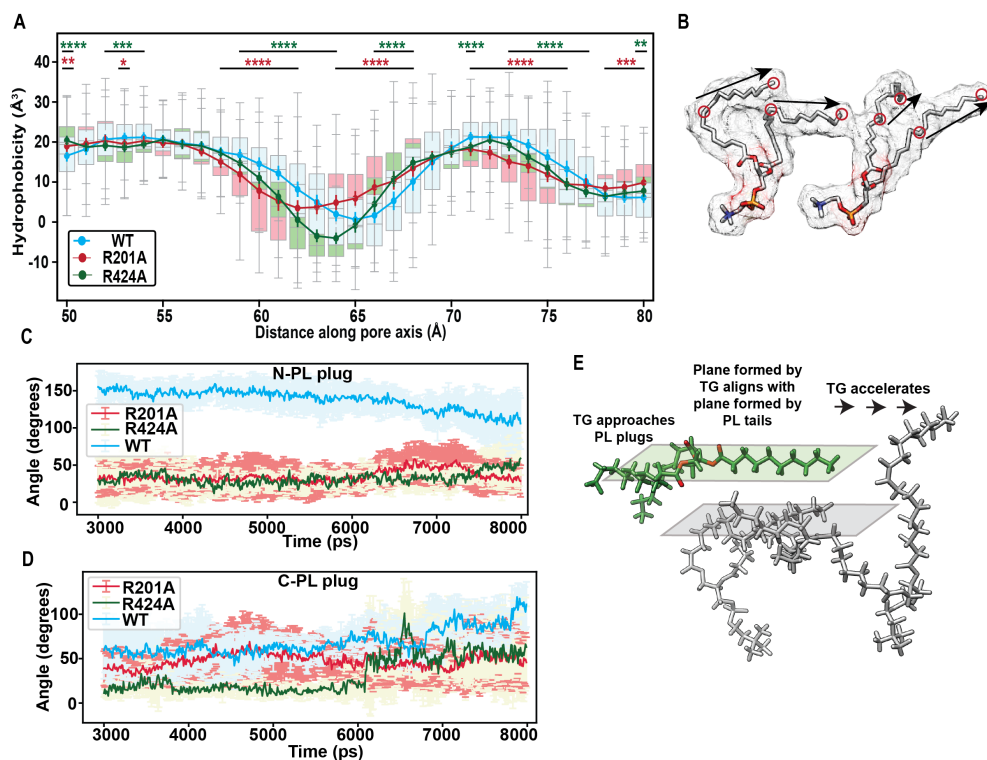 A
B
**** *** **** **** **** **** **
** * **** **** **** ***
Hydrophobicity (Å³)
40
30
20
10
0
-10
WT
R201A
R424A
50 55 60 65 70 75 80
Distance along pore axis (Å)
C
N-PL plug
Angle (degrees)
150
100
50
0
R201A
R424A
WT
3000 4000 5000 6000 7000 8000
Time (ps)
D
C-PL plug
Angle (degrees)
100
50
0
R201A
R424A
WT
3000 4000 5000 6000 7000 8000
Time (ps)
E
TG approaches
PL plugs
Plane formed by
TG aligns with
plane formed by
PL tails
TG accelerates